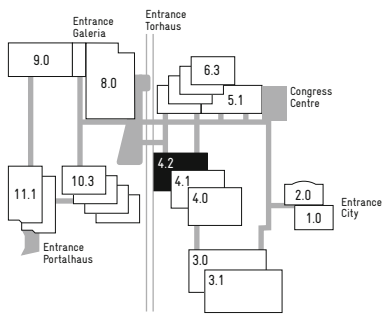 Entrance
Galeria
Entrance
Torhaus
9.0
8.0
6.3
5.1
Congress
Centre
4.2
4.1
4.0
11.1
10.3
2.0
1.0
Entrance
City
Entrance
Portalhaus
3.0
3.1